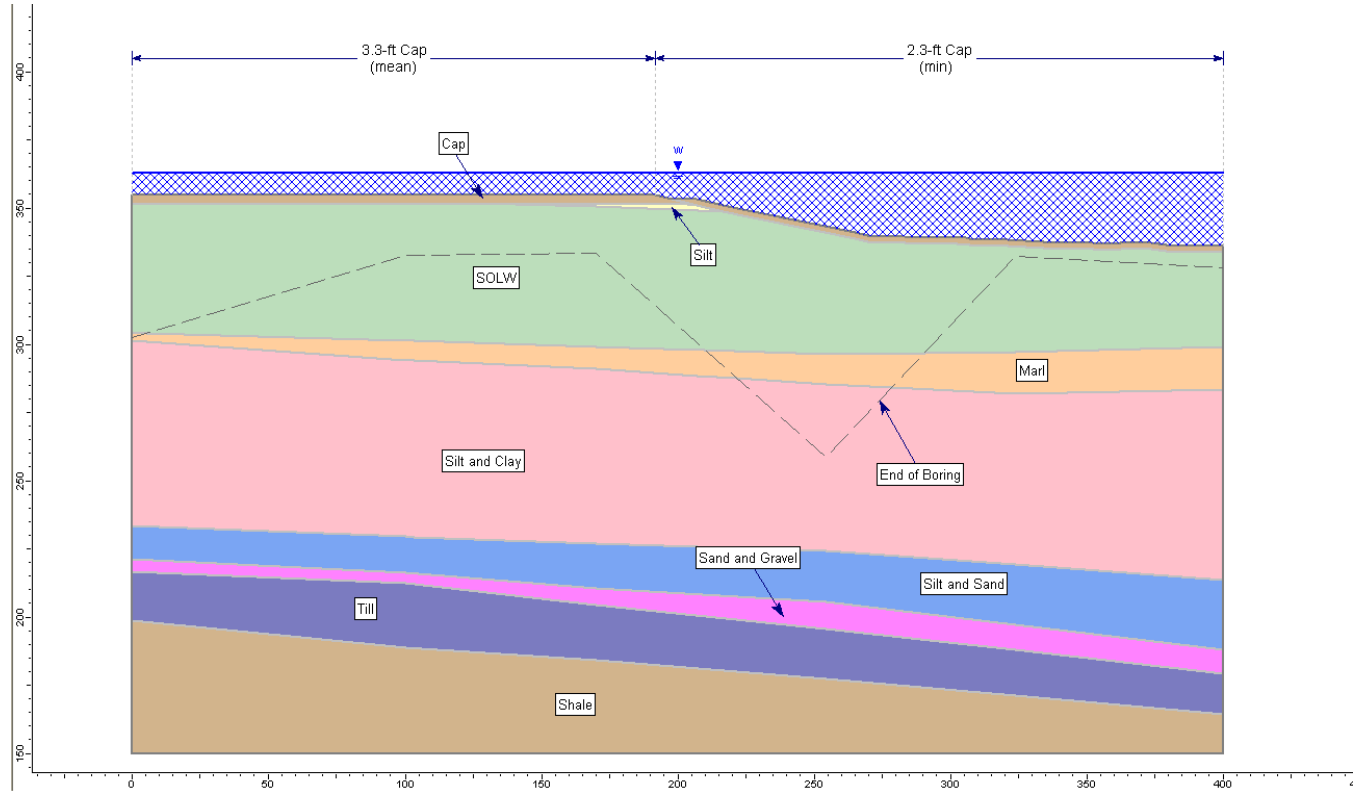 3.3-ft Cap
(mean)
2.3-ft Cap
(min)
400
Cap
W
350
Silt
SOLW
300
Marl
Silt and Clay
End of Boring
250
Sand and Gravel
Silt and Sand
Till
200
Shale
150
0
50
100
150
200
250
300
350
400